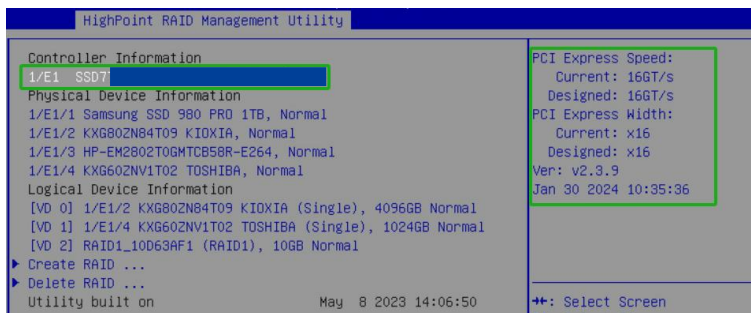 HighPoint RAID Management Utility
Controller Information
1/E1 SSD7
Physical Device Information
1/E1/1 Samsung SSD 980 PRO 1TB, Normal
1/E1/2 KXG80ZN84T09 KIOXIA, Normal
1/E1/3 HP-EM2802T0GMTCB58R-E264, Normal
1/E1/4 KXG60ZNV1T02 TOSHIBA, Normal
Logical Device Information
[VD 0] 1/E1/2 KXG80ZN84T09 KIOXIA (Single), 4096GB Normal
[VD 1] 1/E1/4 KXG60ZNV1T02 TOSHIBA (Single), 1024GB Normal
[VD 2] RAID1_10D63AF1 (RAID1), 10GB Normal
Create RAID ...
Delete RAID ...
Utility built on May 8 2023 14:06:50
PCI Express Speed:
Current: 16GT/s
Designed: 16GT/s
PCI Express Width:
Current: x16
Designed: x16
Ver: v2.3.9
Jan 30 2024 10:35:36
→←: Select Screen